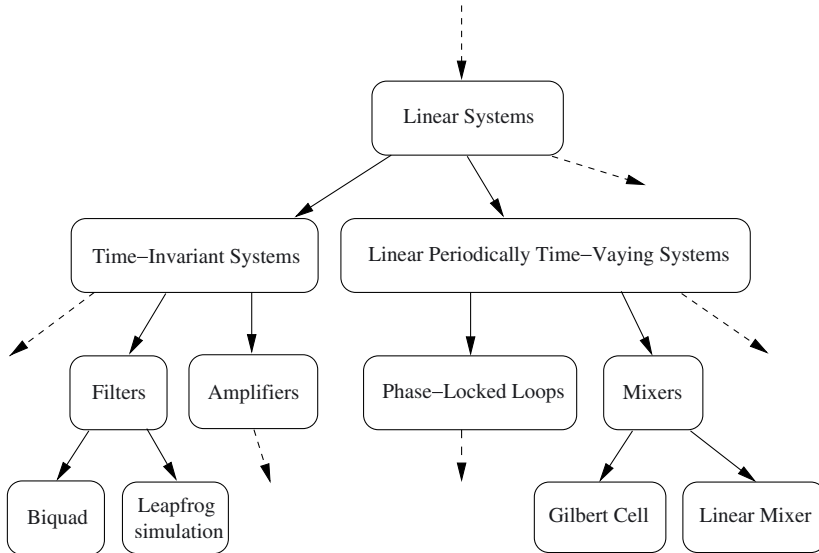 Linear Systems
Time-Invariant Systems
Linear Periodically Time-Vaying Systems
Filters
Amplifiers
Phase-Locked Loops
Mixers
Biquad
Leapfrog
simulation
Gilbert Cell
Linear Mixer